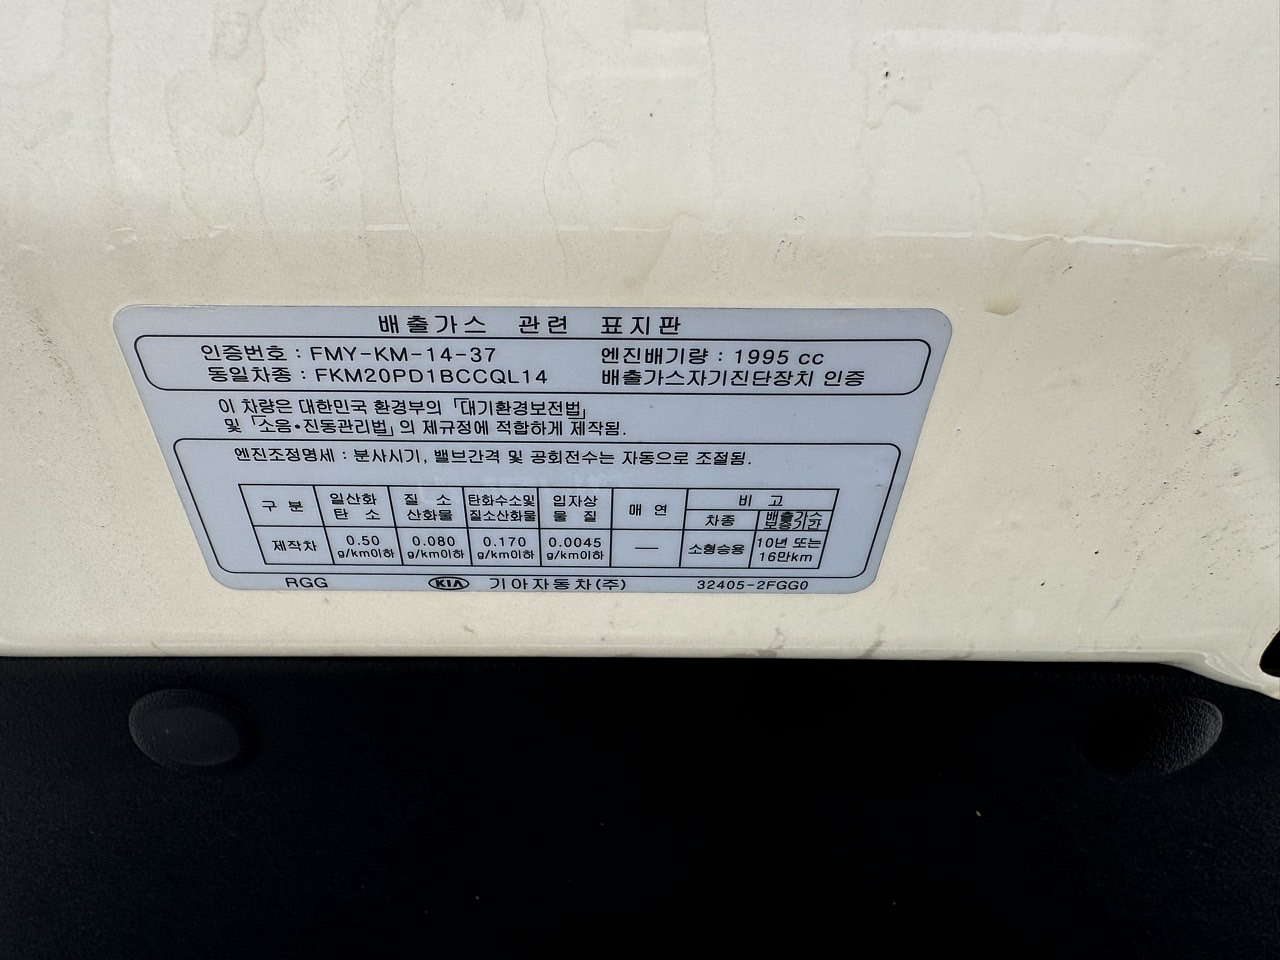 배출가스 관련 표지판
인증번호 : FMY-KM-14-37 엔진배기량 : 1995 cc
동일차종 : FKM20PD1BCCQL14 배출가스자기진단장치 인증
이 차량은 대한민국 환경부의 「대기환경보전법」
및 「소음·진동관리법」의 제규정에 적합하게 제작됨.
엔진조정명세 : 분사시기, 밸브간격 및 공회전수는 자동으로 조절됨.
구 분 일산화 탄 소 질 소 산화물 탄화수소및 질소산화물 입자상 물 질 매 연 비 고
차종 배출가스 보증기간
제작차 0.50 g/km이하 0.080 g/km이하 0.170 g/km이하 0.0045 g/km이하 — 소형승용 10년 또는 16만km
RGG KIA 기아자동차(주) 32405-2FGG0